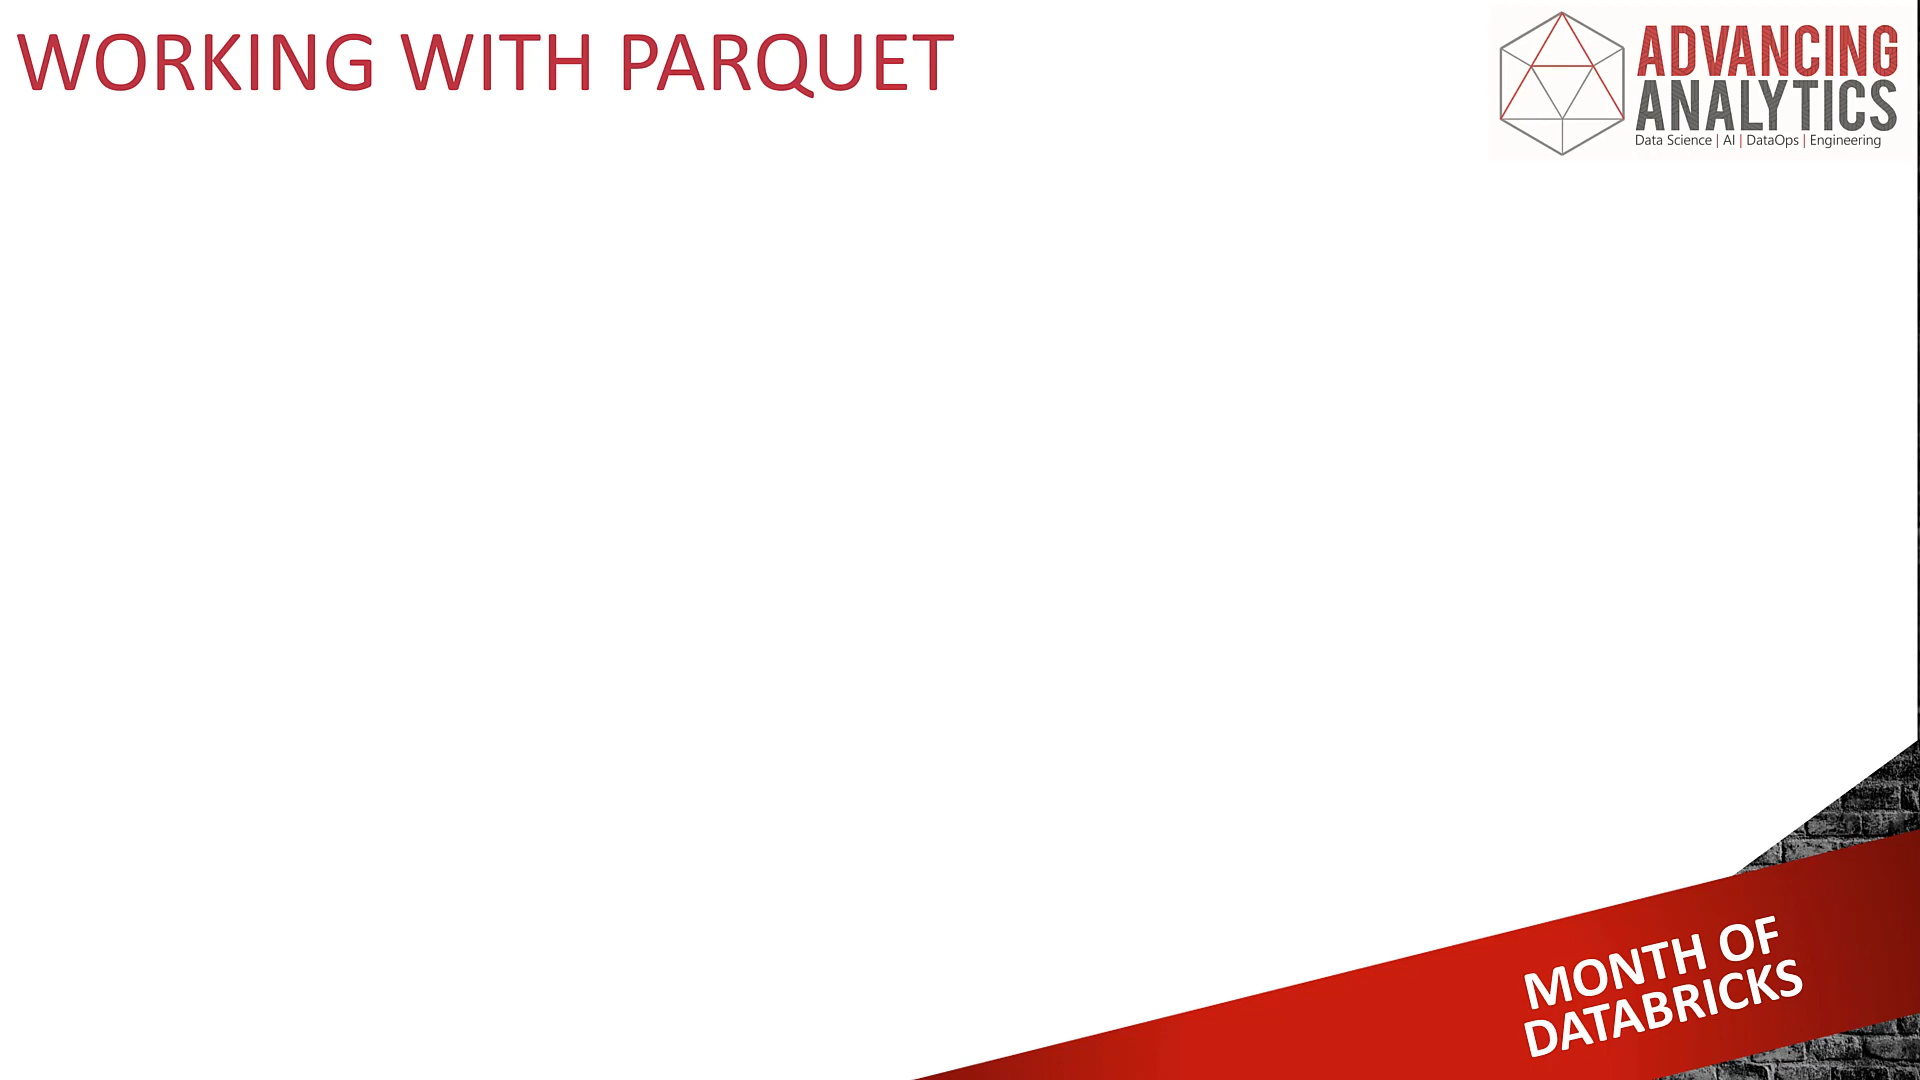 WORKING WITH PARQUET
ADVANCING
ANALYTICS
Data Science | AI | DataOps | Engineering
MONTH OF
DATABRICKS